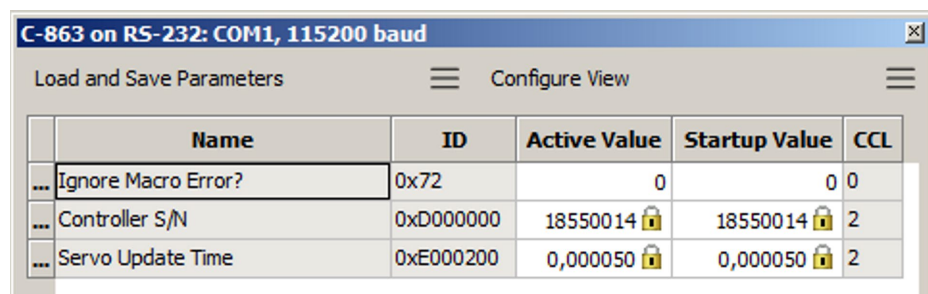 C-863 on RS-232: COM1, 115200 baud
Load and Save Parameters Configure View
Name ID Active Value Startup Value CCL
... Ignore Macro Error? 0x72 0 0 0
... Controller S/N 0xD000000 18550014 18550014 2
... Servo Update Time 0xE000200 0,000050 0,000050 2